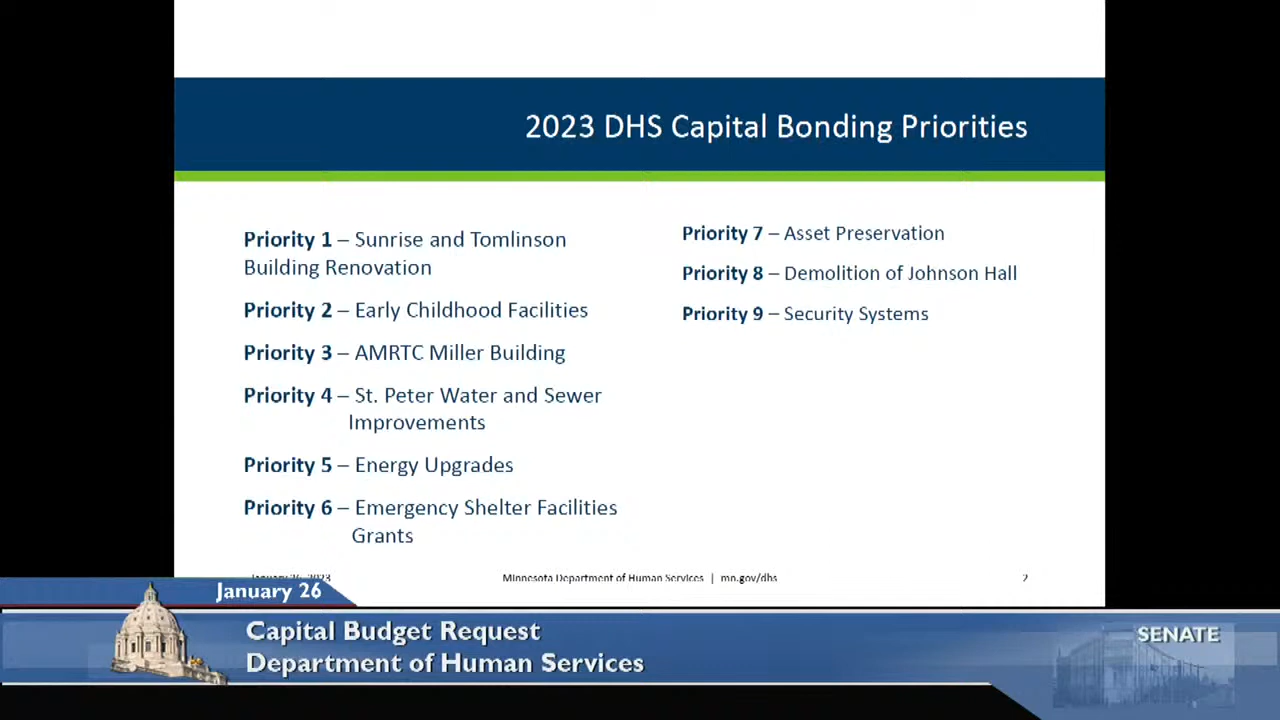 2023 DHS Capital Bonding Priorities
Priority 1 – Sunrise and Tomlinson
Building Renovation
Priority 2 – Early Childhood Facilities
Priority 3 – AMRTC Miller Building
Priority 4 – St. Peter Water and Sewer
Improvements
Priority 5 – Energy Upgrades
Priority 6 – Emergency Shelter Facilities
Grants
Priority 7 – Asset Preservation
Priority 8 – Demolition of Johnson Hall
Priority 9 – Security Systems
January 26, 2023
Minnesota Department of Human Services | mn.gov/dhs
2
January 26
Capital Budget Request
Department of Human Services
SENATE